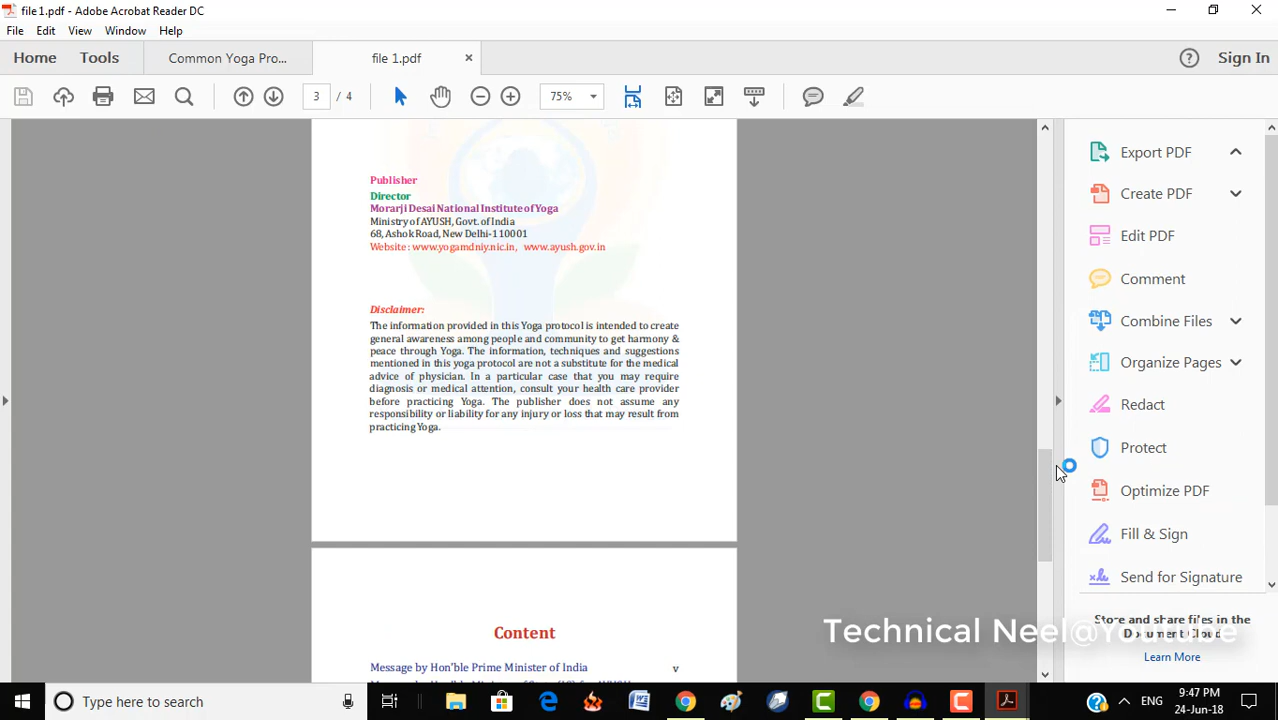 file 1.pdf - Adobe Acrobat Reader DC
File Edit View Window Help
Home Tools Common Yoga Pro... file 1.pdf × Sign In
3 / 4 75%
Publisher
Director
Morarji Desai National Institute of Yoga
Ministry of AYUSH, Govt. of India
68, Ashok Road, New Delhi-110001
Website : www.yogamdniy.nic.in, www.ayush.gov.in
Disclaimer:
The information provided in this Yoga protocol is intended to create
general awareness among people and community to get harmony &
peace through Yoga. The information, techniques and suggestions
mentioned in this yoga protocol are not a substitute for the medical
advice of physician. In a particular case that you may require
diagnosis or medical attention, consult your health care provider
before practicing Yoga. The publisher does not assume any
responsibility or liability for any injury or loss that may result from
practicing Yoga.
Content
Message by Hon'ble Prime Minister of India v
Export PDF
Create PDF
Edit PDF
Comment
Combine Files
Organize Pages
Redact
Protect
Optimize PDF
Fill & Sign
Send for Signature
Store and share files in the
Document Cloud
Learn More
Technical Neel@Youtube
Type here to search
ENG
9:47 PM
24-Jun-18